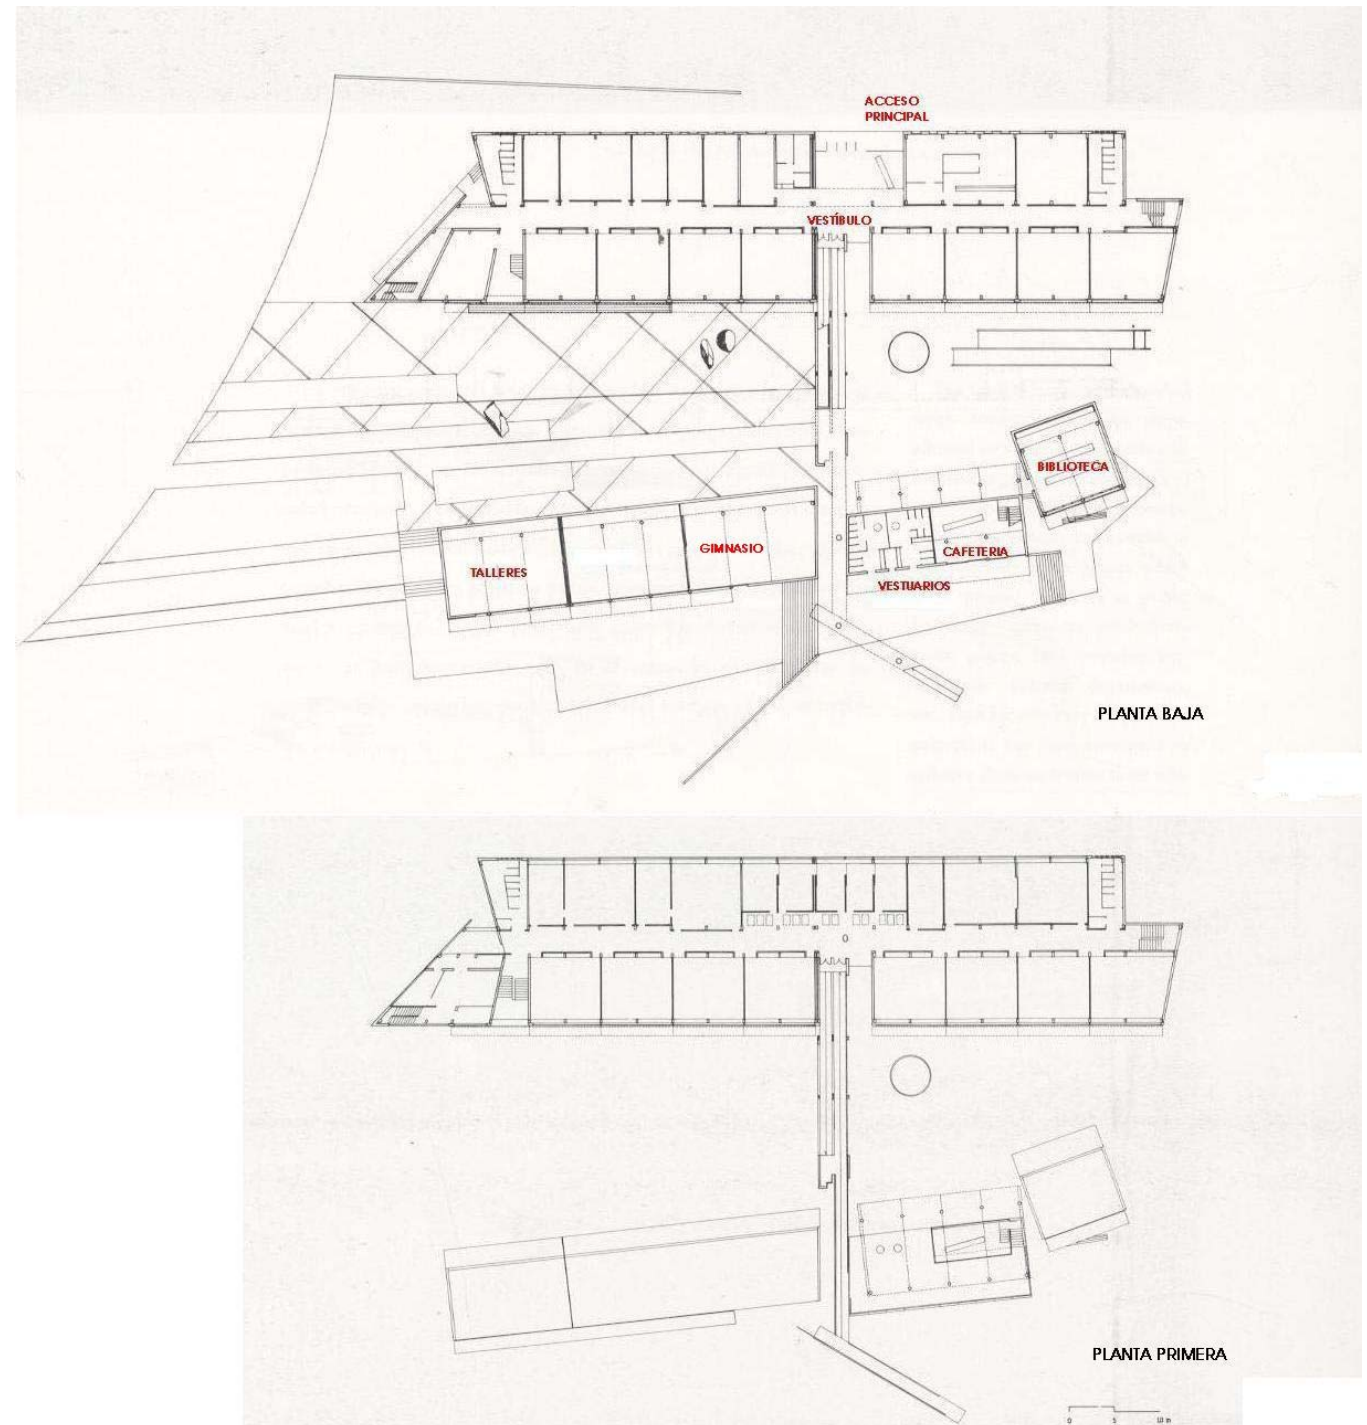 ACCESO
PRINCIPAL
VESTÍBULO
BIBLIOTECA
GIMNASIO
CAFETERIA
TALLERES
VESTUARIOS
PLANTA BAJA
O
PLANTA PRIMERA
0 5 10 m